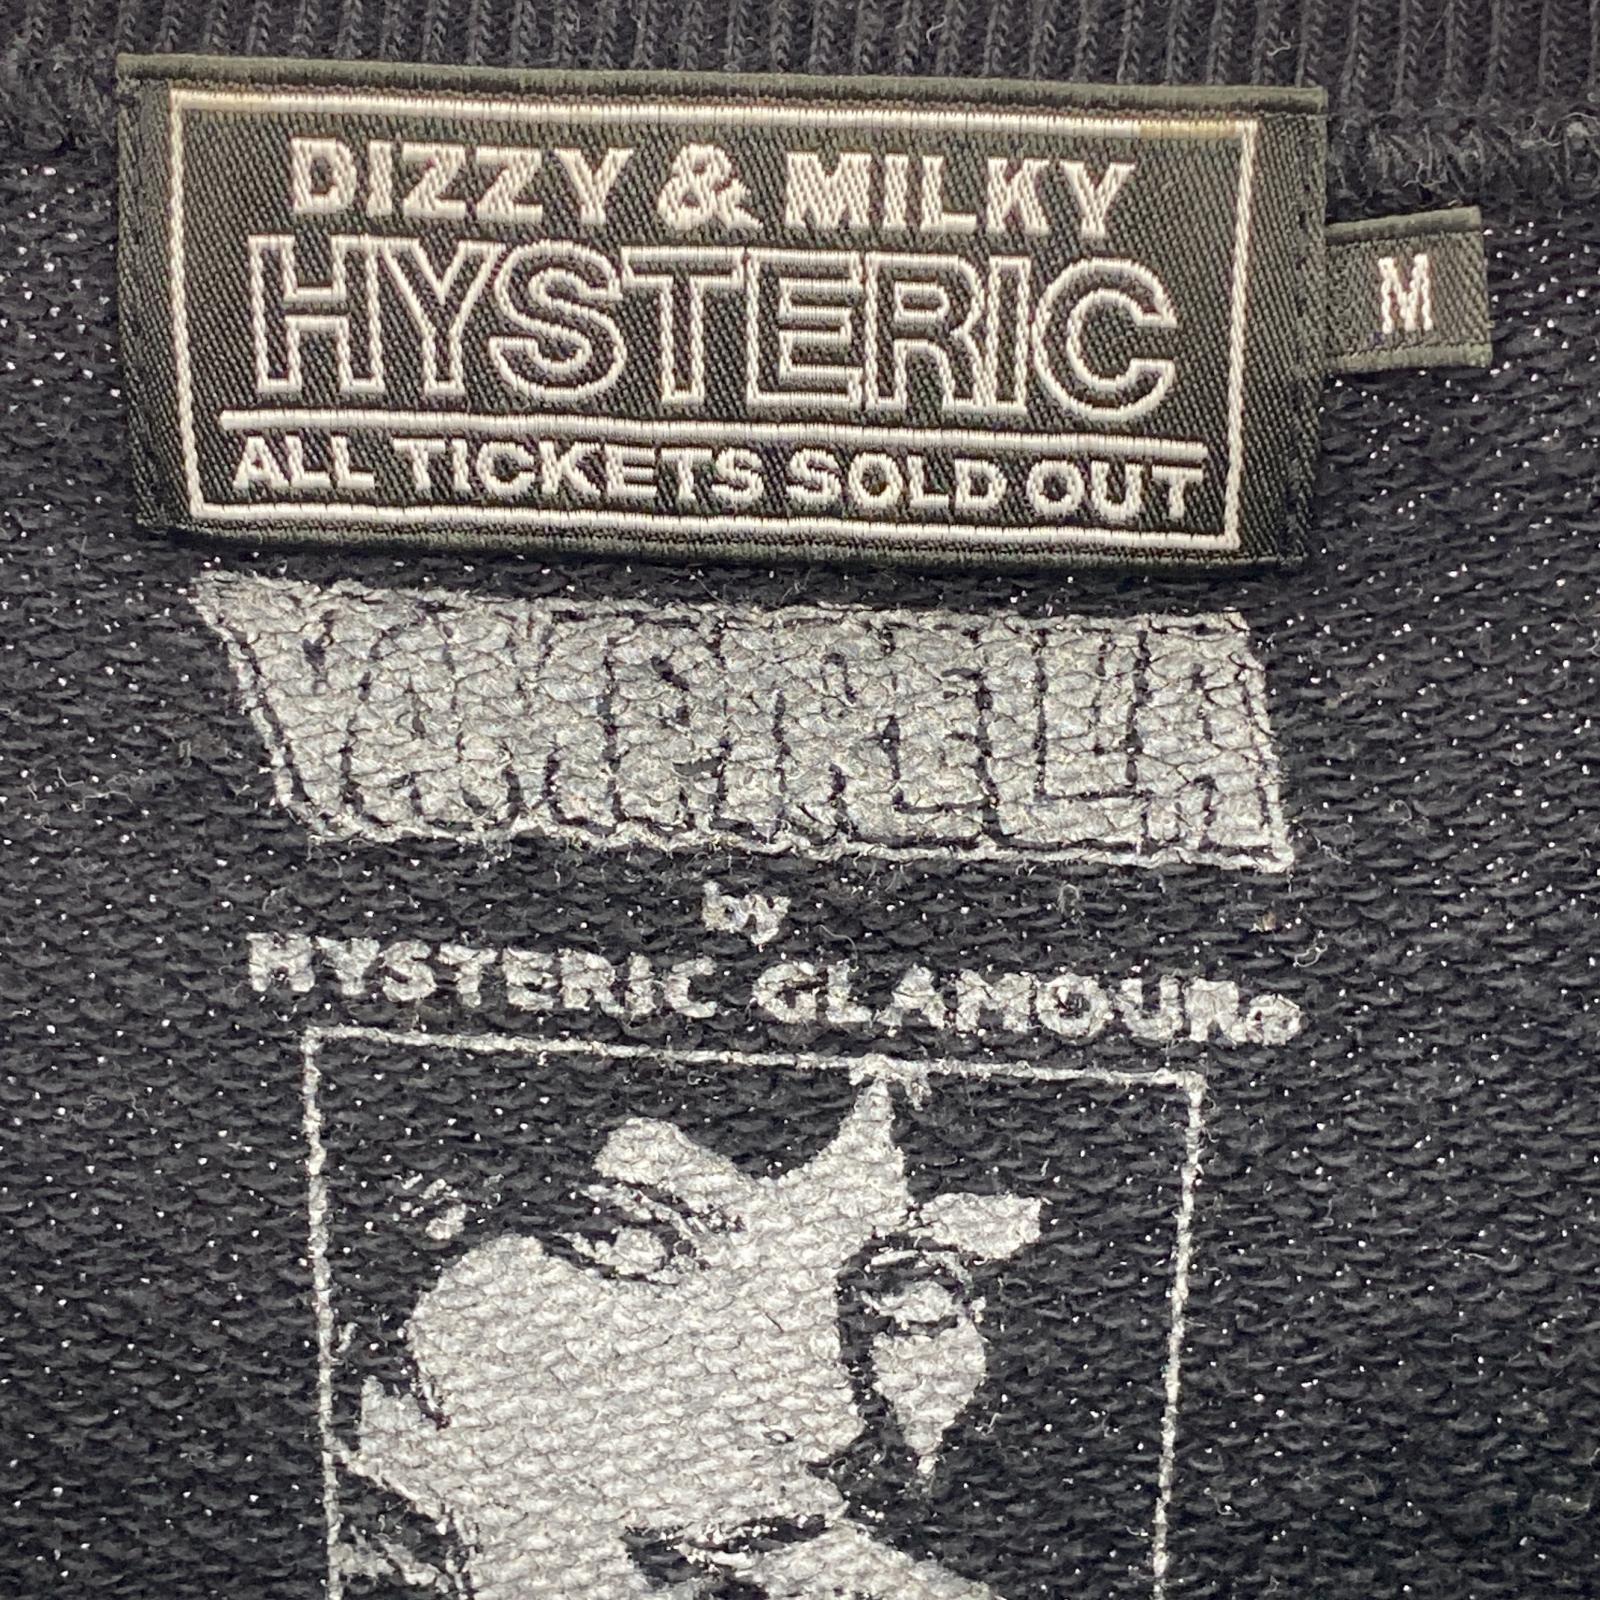 DIZZY & MILKY
HYSTERIC
M
ALL TICKETS SOLD OUT
by
HYSTERIC GLAMOUR®